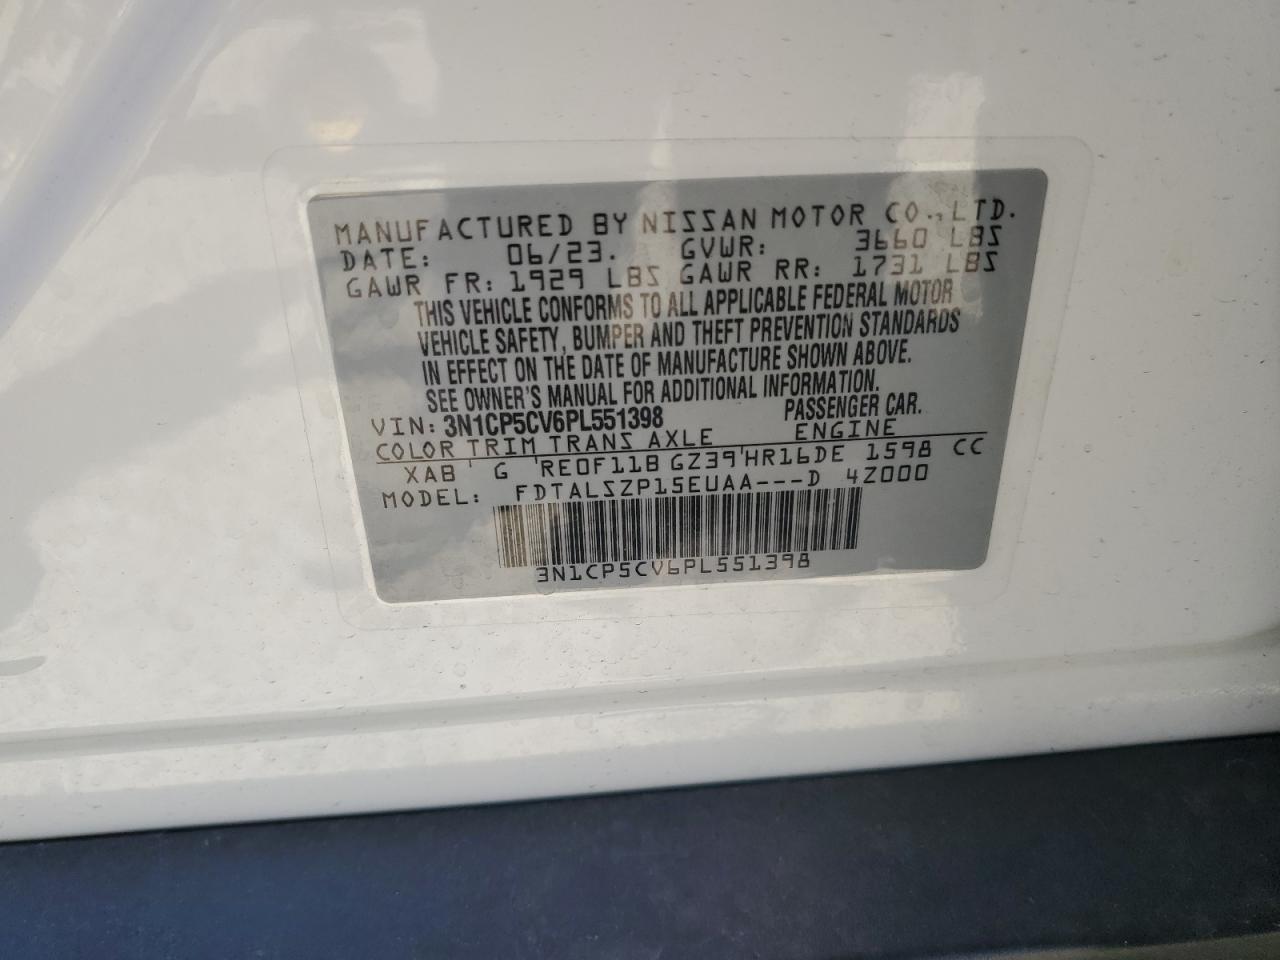 MANUFACTURED BY NISSAN MOTOR CO., LTD.
DATE: 06/23. GVWR: 3660 LBS
GAWR FR: 1929 LBS GAWR RR: 1731 LBS
THIS VEHICLE CONFORMS TO ALL APPLICABLE FEDERAL MOTOR
VEHICLE SAFETY, BUMPER AND THEFT PREVENTION STANDARDS
IN EFFECT ON THE DATE OF MANUFACTURE SHOWN ABOVE.
SEE OWNER'S MANUAL FOR ADDITIONAL INFORMATION.
VIN: 3N1CP5CV6PL551398 PASSENGER CAR.
COLOR TRIM TRANS AXLE ENGINE
XAB G RE0F11B GZ39 HR16DE 1598 CC
MODEL: FDTALSZP15EUAA---D 4Z000
3N1CP5CV6PL551398